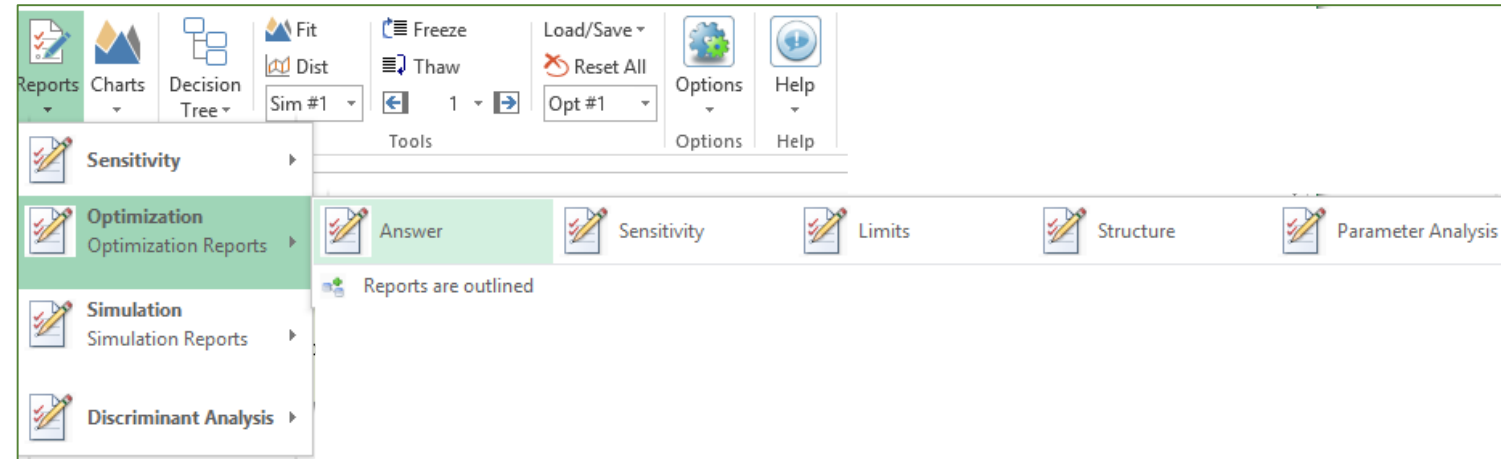 Reports
Charts
Decision
Tree
Fit
Dist
Sim #1
Freeze
Thaw
1
Load/Save
Reset All
Opt #1
Options
Help
Tools
Options
Help
Sensitivity
Optimization
Optimization Reports
Answer
Sensitivity
Limits
Structure
Parameter Analysis
Reports are outlined
Simulation
Simulation Reports
Discriminant Analysis